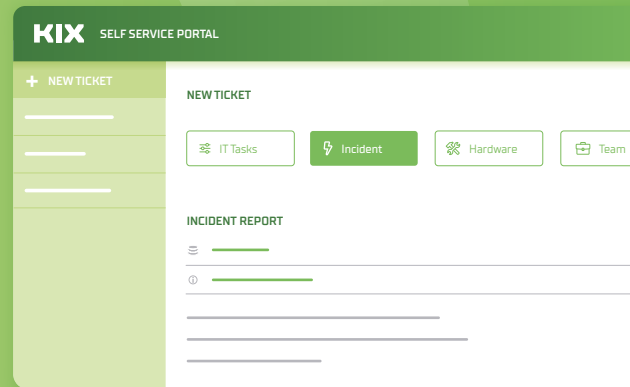 KIX SELF SERVICE PORTAL
NEW TICKET
NEW TICKET
IT Tasks
Incident
Hardware
Team
INCIDENT REPORT